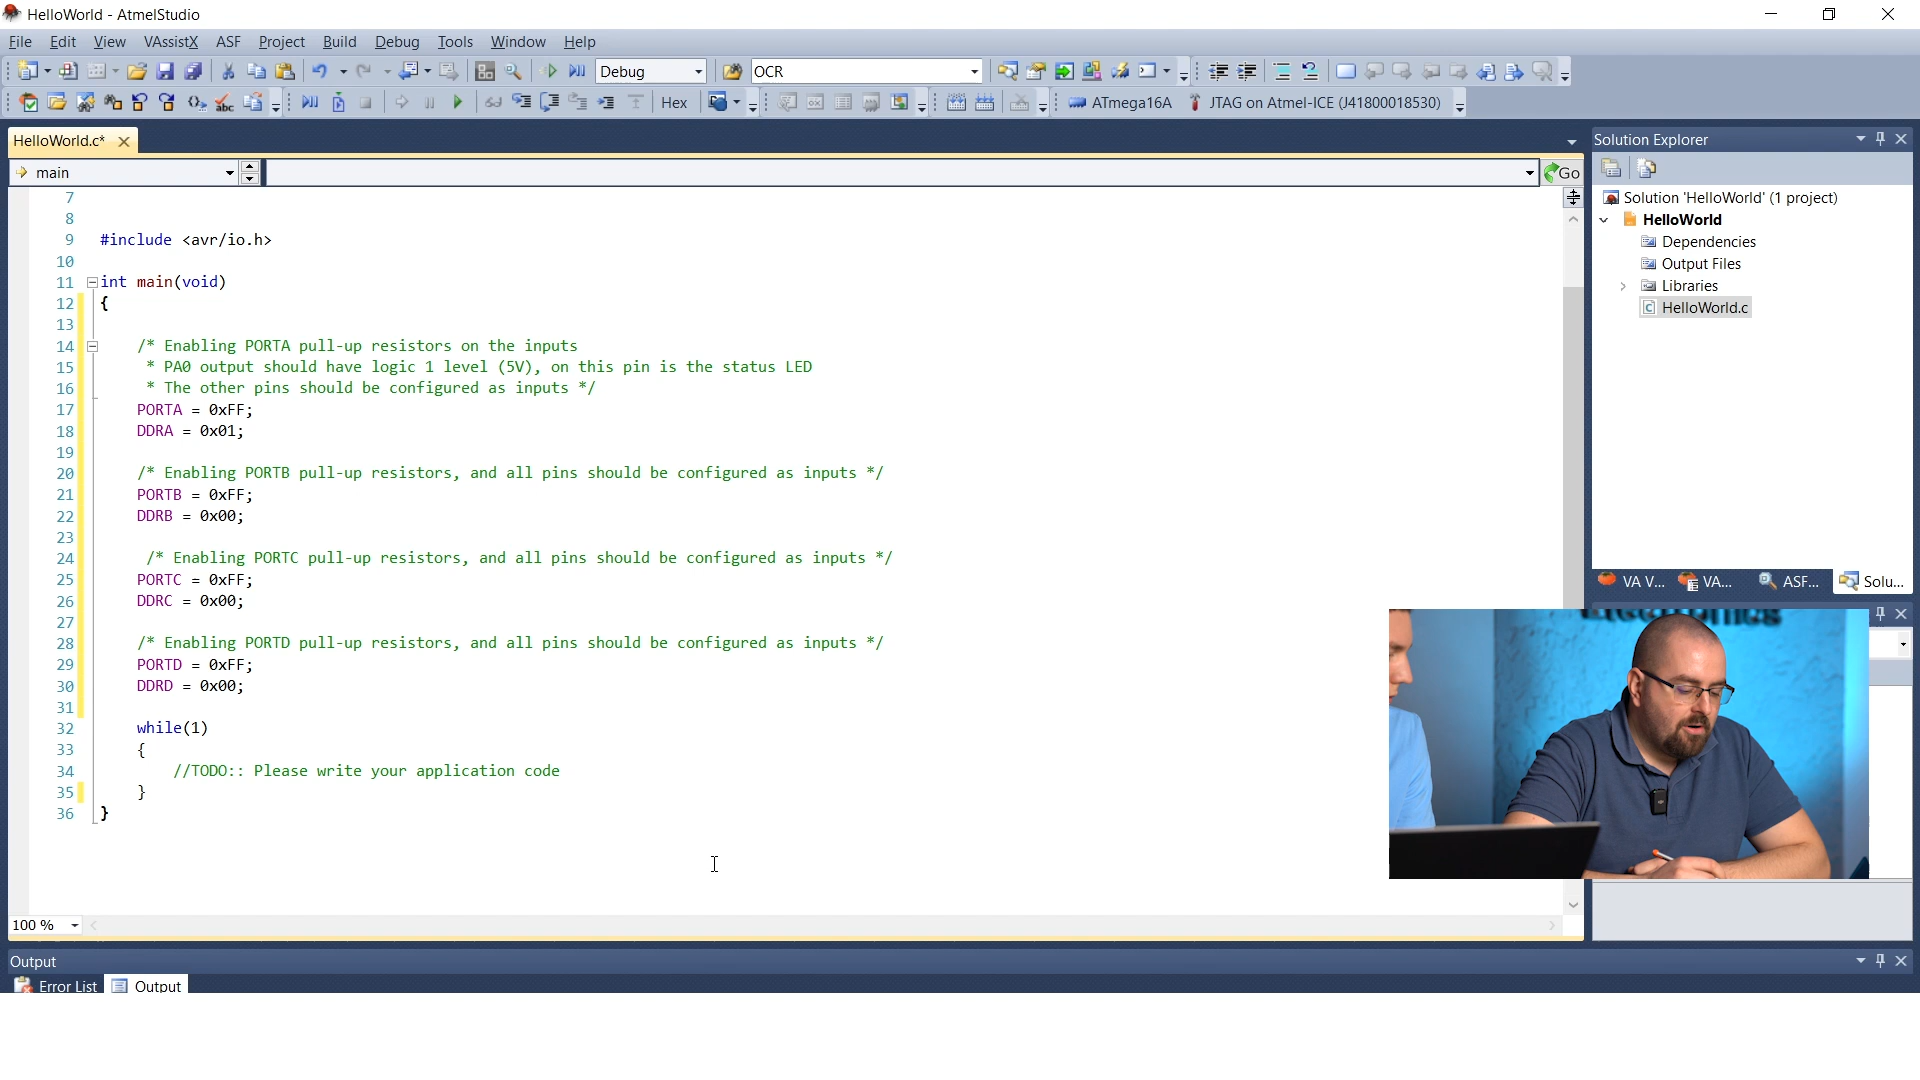 HelloWorld - AtmelStudio
File Edit View VAssistX ASF Project Build Debug Tools Window Help
Debug OCR
Hex ATmega16A JTAG on Atmel-ICE (J41800018530)
HelloWorld.c*
main
Go
7
8
9 #include <avr/io.h>
10
11 int main(void)
12 {
13
14 /* Enabling PORTA pull-up resistors on the inputs
15 * PA0 output should have logic 1 level (5V), on this pin is the status LED
16 * The other pins should be configured as inputs */
17 PORTA = 0xFF;
18 DDRA = 0x01;
19
20 /* Enabling PORTB pull-up resistors, and all pins should be configured as inputs */
21 PORTB = 0xFF;
22 DDRB = 0x00;
23
24 /* Enabling PORTC pull-up resistors, and all pins should be configured as inputs */
25 PORTC = 0xFF;
26 DDRC = 0x00;
27
28 /* Enabling PORTD pull-up resistors, and all pins should be configured as inputs */
29 PORTD = 0xFF;
30 DDRD = 0x00;
31
32 while(1)
33 {
34 //TODO:: Please write your application code
35 }
36 }
100 %
Solution Explorer
Solution 'HelloWorld' (1 project)
HelloWorld
Dependencies
Output Files
Libraries
HelloWorld.c
VA V... VA... ASF... Solu...
Output
Error List Output